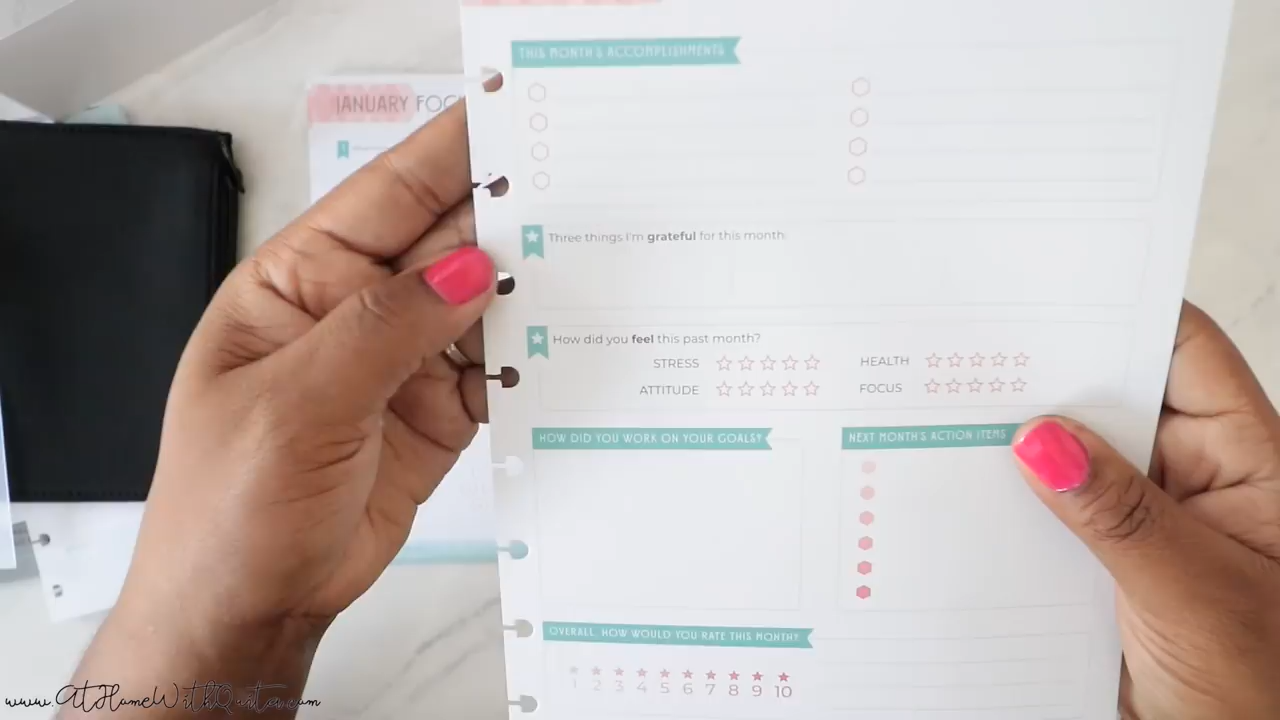 THIS MONTH'S ACCOMPLISHMENTS
JANUARY FOC
Three things I'm grateful for this month:
How did you feel this past month?
STRESS
HEALTH
ATTITUDE
FOCUS
HOW DID YOU WORK ON YOUR GOALS?
NEXT MONTH'S ACTION ITEMS
OVERALL, HOW WOULD YOU RATE THIS MONTH?
1 2 3 4 5 6 7 8 9 10
www.AtHomeWithQuita.com